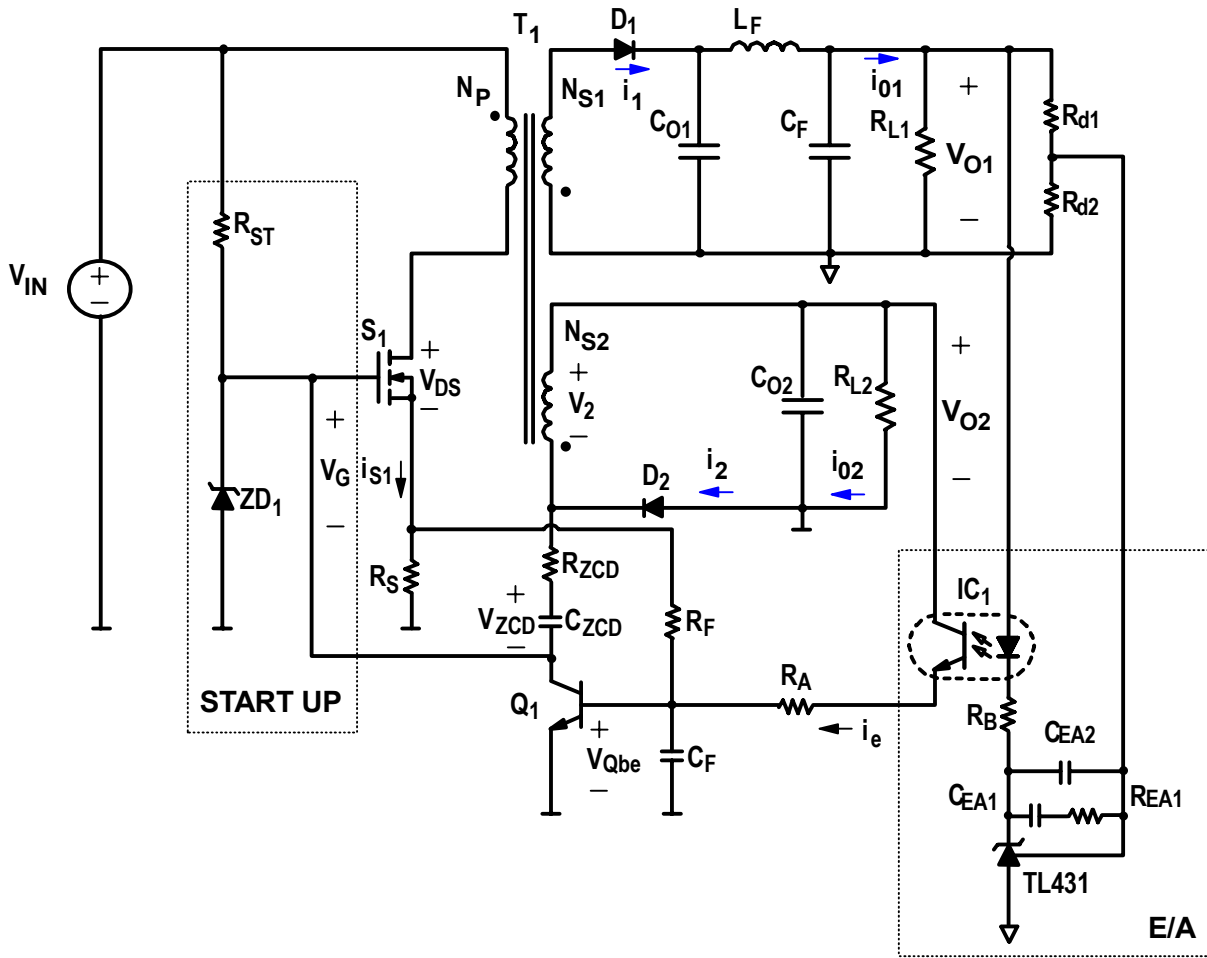 T1
D1
LF
i1
i01
NP
NS1
CO1
CF
RL1
+
VO1
−
Rd1
Rd2
RST
VIN
+
−
S1
+
VDS
−
NS2
+
V2
−
CO2
RL2
+
VO2
−
+
VG
−
iS1
ZD1
D2
i2
i02
RS
RZCD
+
VZCD
−
CZCD
RF
IC1
START UP
Q1
+
VQbe
−
CF
RA
ie
RB
CEA2
CEA1
REA1
TL431
E/A